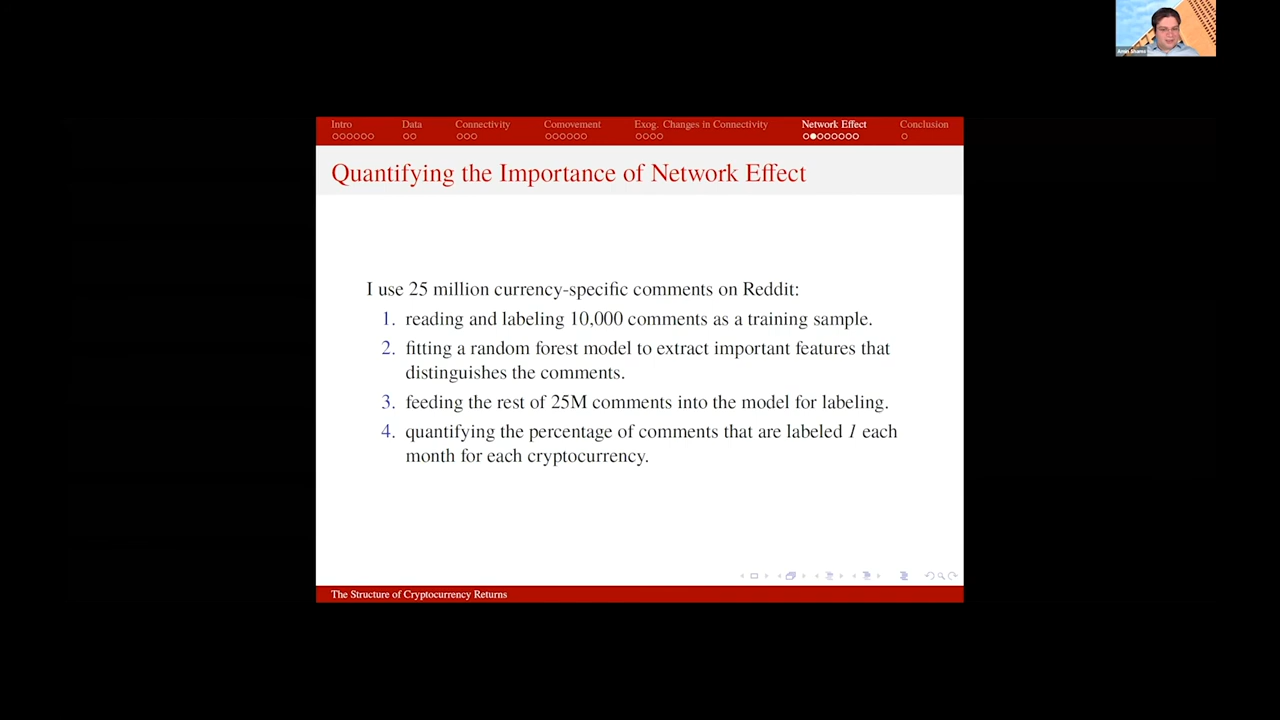 Intro Data Connectivity Comovement Exog. Changes in Connectivity Network Effect Conclusion
Quantifying the Importance of Network Effect
I use 25 million currency-specific comments on Reddit:
1. reading and labeling 10,000 comments as a training sample.
2. fitting a random forest model to extract important features that
distinguishes the comments.
3. feeding the rest of 25M comments into the model for labeling.
4. quantifying the percentage of comments that are labeled 1 each
month for each cryptocurrency.
The Structure of Cryptocurrency Returns